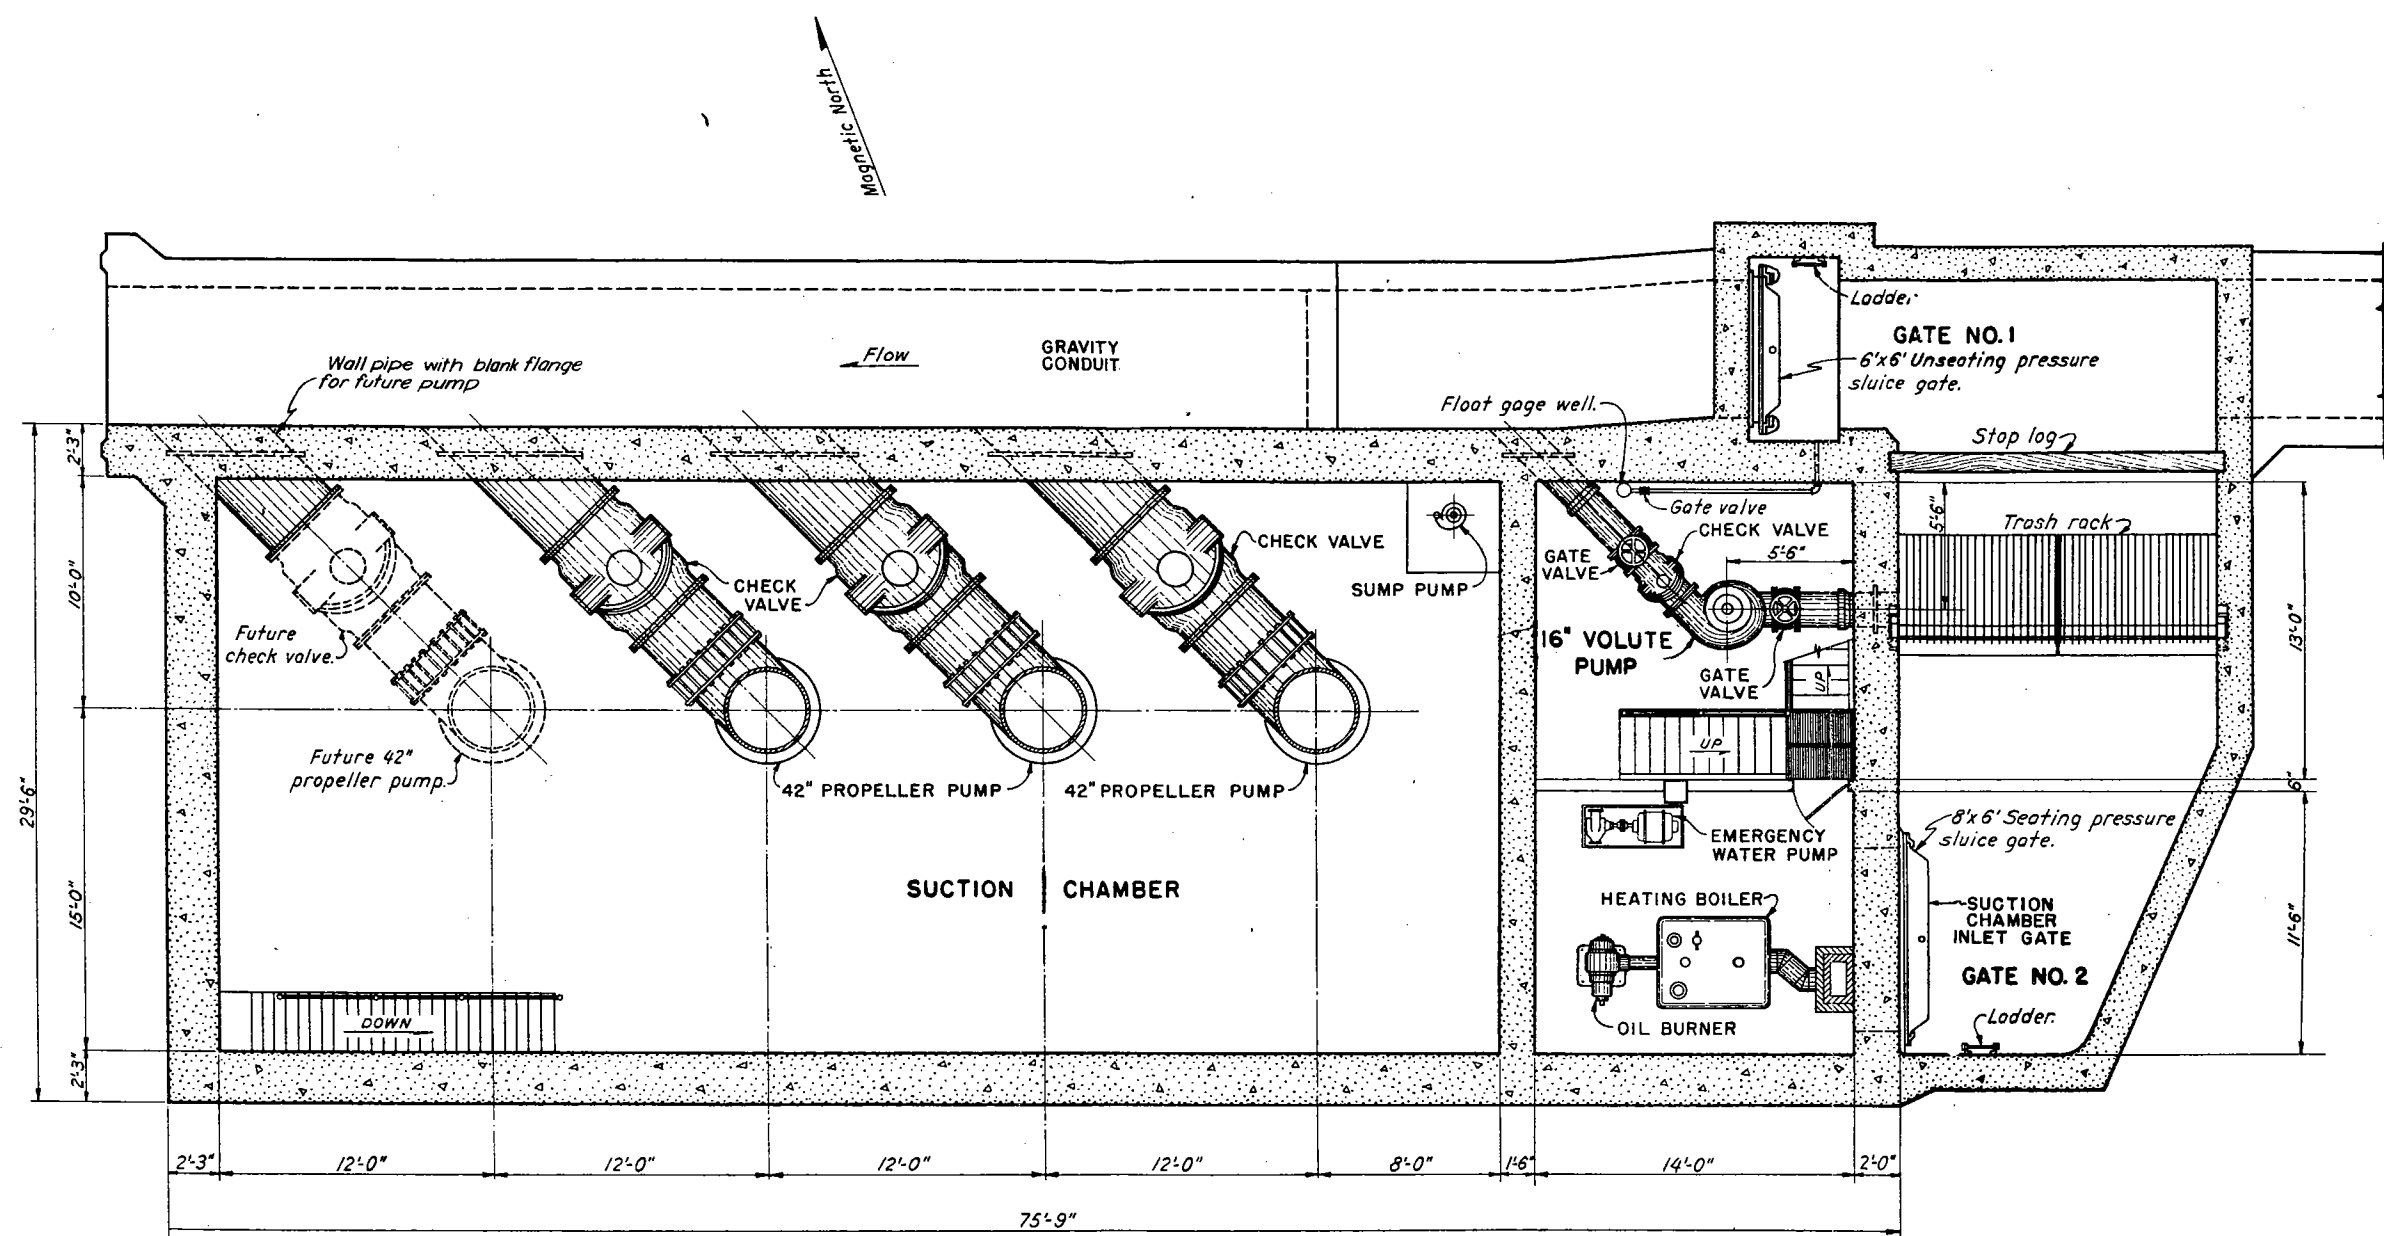 Magnetic North
Ladder
GATE NO. 1
6'x6' Unseating pressure
sluice gate.
GRAVITY
CONDUIT
Flow
Wall pipe with blank flange
for future pump
Float gage well.
Stop log
2'-3"
Gate valve
CHECK VALVE
5'-6"
Trash rack
CHECK VALVE
GATE
VALVE
5'-6"
CHECK
VALVE
SUMP PUMP
10'-0"
Future
check valve.
16" VOLUTE
PUMP
13'-0"
GATE
VALVE
UP
UP
Future 42"
propeller pump.
42" PROPELLER PUMP
42" PROPELLER PUMP
6"
29'-6"
8'x6' Seating pressure
sluice gate.
EMERGENCY
WATER PUMP
SUCTION CHAMBER
15'-0"
HEATING BOILER
SUCTION
CHAMBER
INLET GATE
11'-6"
GATE NO. 2
DOWN
OIL BURNER
Ladder.
2'-3"
2'-3"
12'-0"
12'-0"
12'-0"
12'-0"
8'-0"
1'-6"
14'-0"
2'-0"
75'-9"